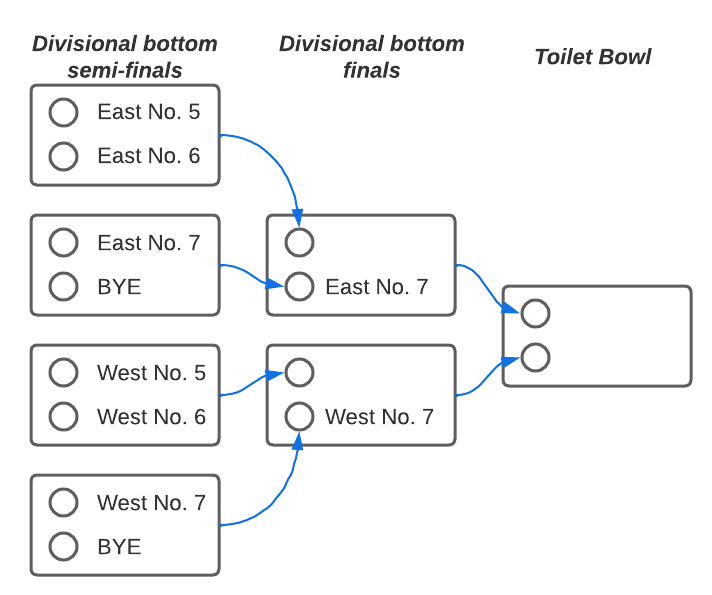 Divisional bottom
semi-finals
Divisional bottom
finals
Toilet Bowl
East No. 5
East No. 6
East No. 7
BYE
West No. 5
West No. 6
West No. 7
BYE
East No. 7
West No. 7